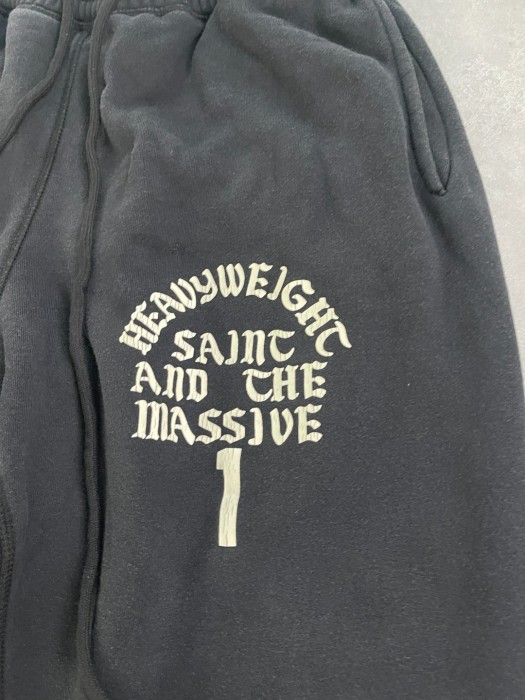 HEAVYWEIGHT
SAINT
AND THE
MASSIVE
1